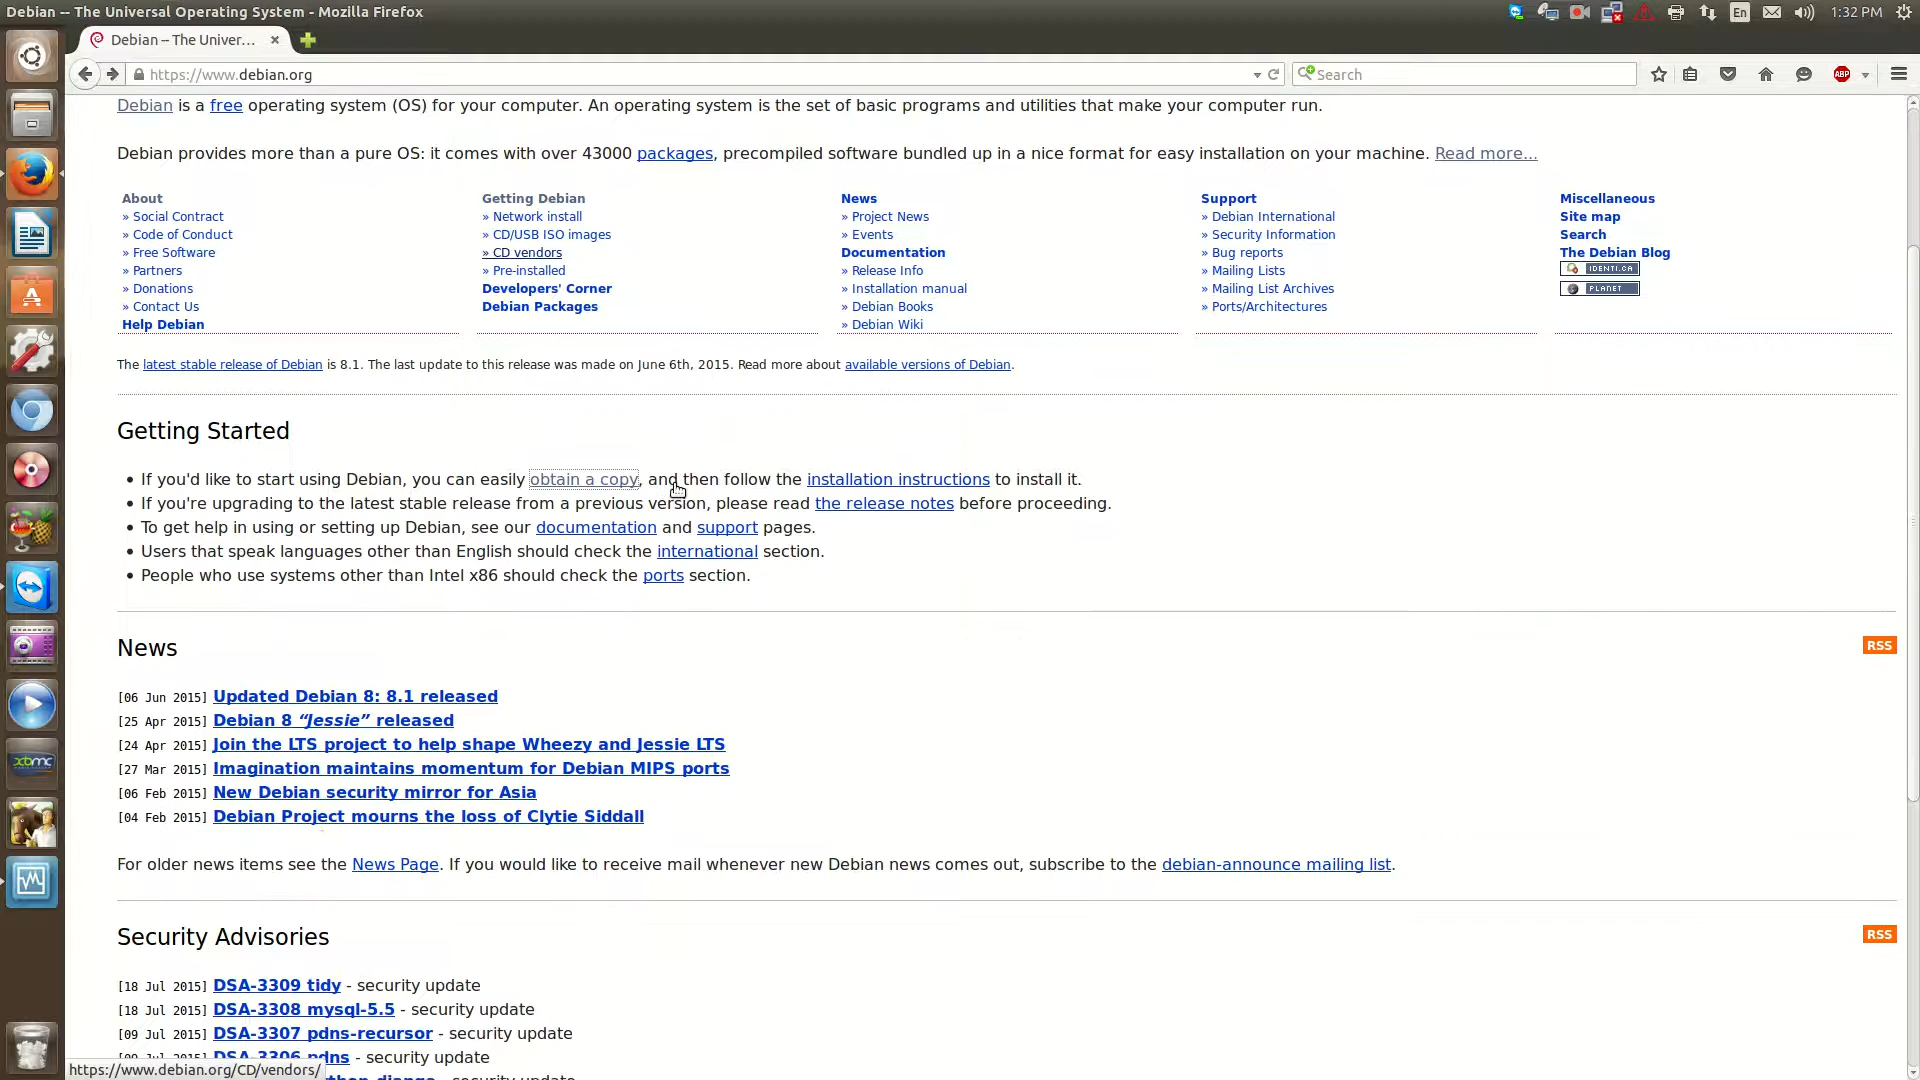 Debian -- The Universal Operating System - Mozilla Firefox
En
1:32 PM
Debian -- The Univer...
https://www.debian.org
Search
ABP
Debian is a free operating system (OS) for your computer. An operating system is the set of basic programs and utilities that make your computer run.
Debian provides more than a pure OS: it comes with over 43000 packages, precompiled software bundled up in a nice format for easy installation on your machine. Read more...
About
» Social Contract
» Code of Conduct
» Free Software
» Partners
» Donations
» Contact Us
Help Debian
Getting Debian
» Network install
» CD/USB ISO images
» CD vendors
» Pre-installed
Developers' Corner
Debian Packages
News
» Project News
» Events
Documentation
» Release Info
» Installation manual
» Debian Books
» Debian Wiki
Support
» Debian International
» Security Information
» Bug reports
» Mailing Lists
» Mailing List Archives
» Ports/Architectures
Miscellaneous
Site map
Search
The Debian Blog
IDENTI.CA
PLANET
The latest stable release of Debian is 8.1. The last update to this release was made on June 6th, 2015. Read more about available versions of Debian.
Getting Started
• If you'd like to start using Debian, you can easily obtain a copy, and then follow the installation instructions to install it.
• If you're upgrading to the latest stable release from a previous version, please read the release notes before proceeding.
• To get help in using or setting up Debian, see our documentation and support pages.
• Users that speak languages other than English should check the international section.
• People who use systems other than Intel x86 should check the ports section.
News
RSS
[06 Jun 2015] Updated Debian 8: 8.1 released
[25 Apr 2015] Debian 8 “Jessie” released
[24 Apr 2015] Join the LTS project to help shape Wheezy and Jessie LTS
[27 Mar 2015] Imagination maintains momentum for Debian MIPS ports
[06 Feb 2015] New Debian security mirror for Asia
[04 Feb 2015] Debian Project mourns the loss of Clytie Siddall
For older news items see the News Page. If you would like to receive mail whenever new Debian news comes out, subscribe to the debian-announce mailing list.
Security Advisories
RSS
[18 Jul 2015] DSA-3309 tidy - security update
[18 Jul 2015] DSA-3308 mysql-5.5 - security update
[09 Jul 2015] DSA-3307 pdns-recursor - security update
[09 Jul 2015] DSA-3306 pdns - security update
https://www.debian.org/CD/vendors/
security update
xbmc